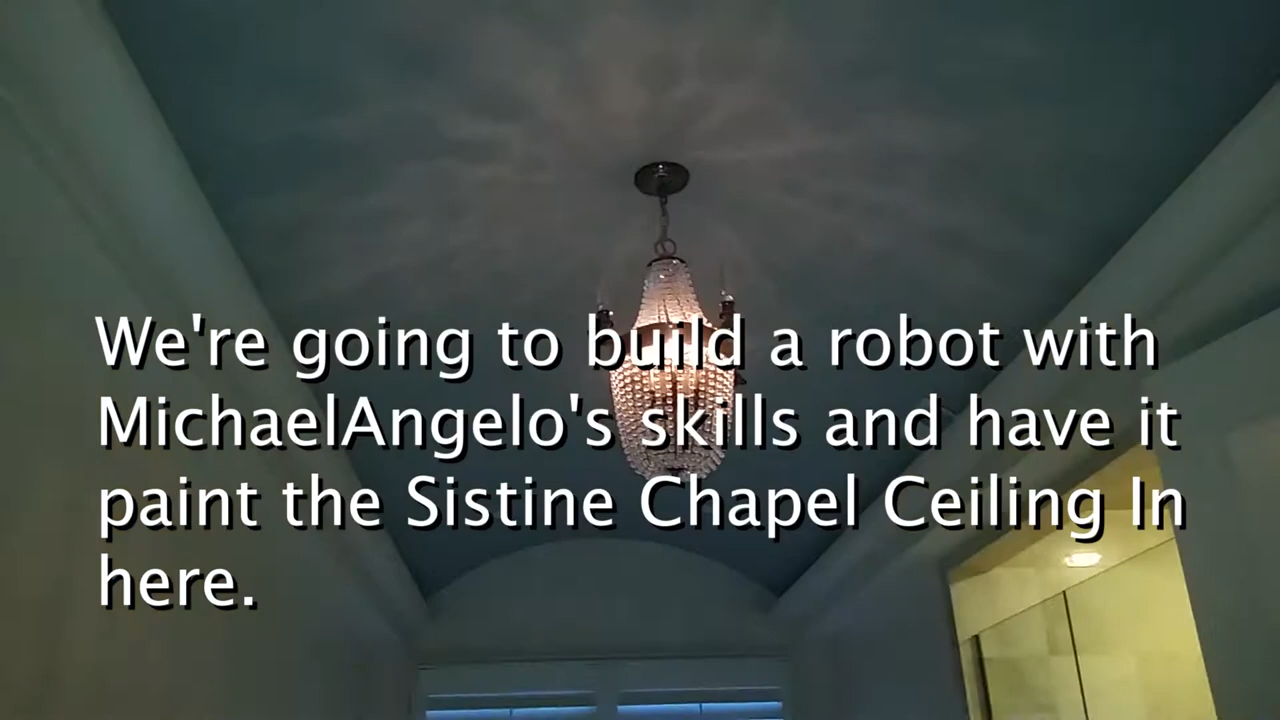 We're going to build a robot with
MichaelAngelo's skills and have it
paint the Sistine Chapel Ceiling In
here.